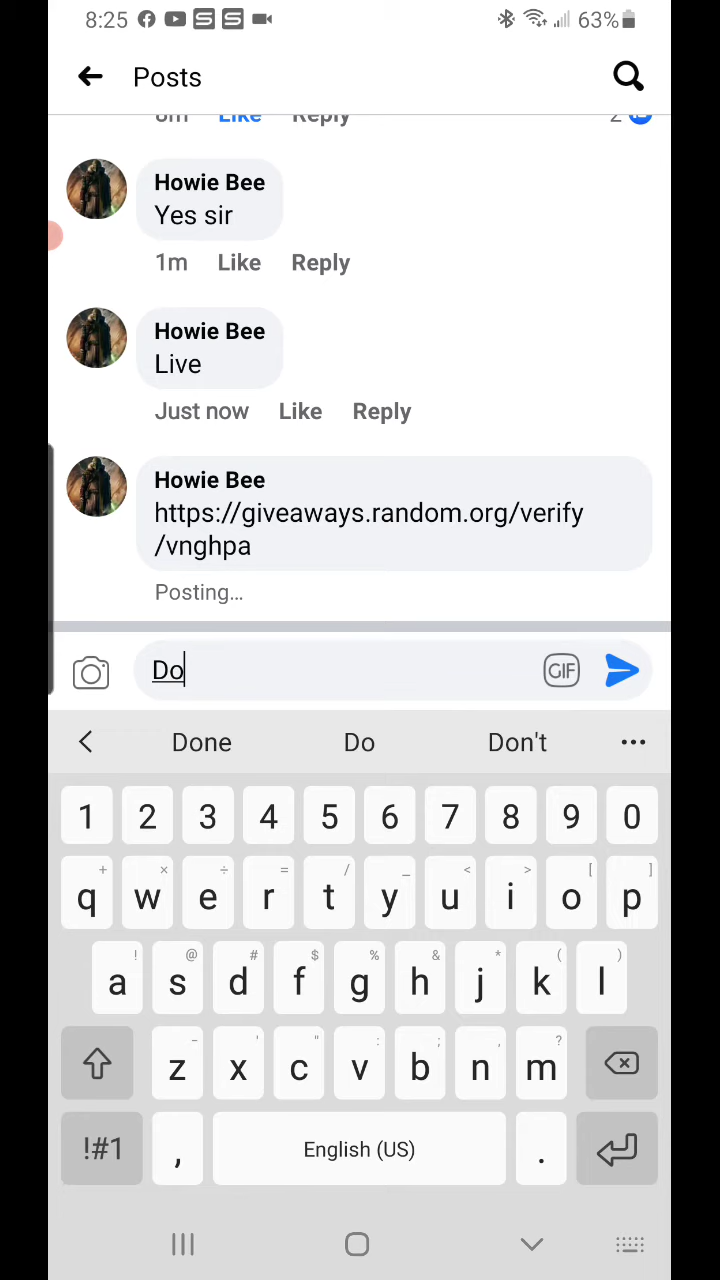 8:25 63%
Posts
8m Like Reply 2
Howie Bee
Yes sir
1m Like Reply
Howie Bee
Live
Just now Like Reply
Howie Bee
https://giveaways.random.org/verify
/vnghpa
Posting...
Do GIF
Done Do Don't ...
1 2 3 4 5 6 7 8 9 0
+ × ÷ = / _ < > [ ]
q w e r t y u i o p
! @ # $ % & * ( )
a s d f g h j k l
- ' " : ; , ?
z x c v b n m
!#1 , English (US) .